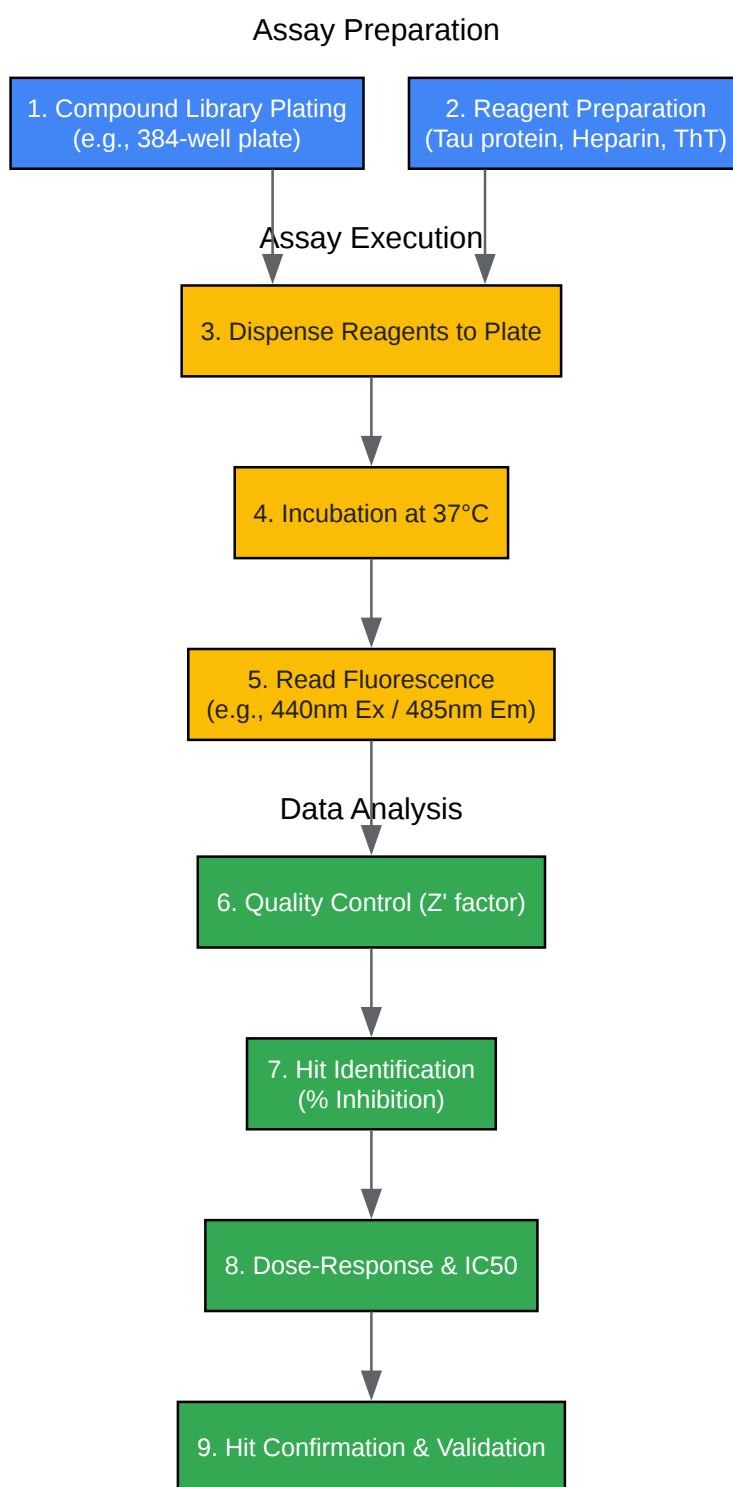 Assay Preparation
1. Compound Library Plating
(e.g., 384-well plate)
2. Reagent Preparation
(Tau protein, Heparin, ThT)
Assay Execution
3. Dispense Reagents to Plate
4. Incubation at 37°C
5. Read Fluorescence
(e.g., 440nm Ex / 485nm Em)
Data Analysis
6. Quality Control (Z' factor)
7. Hit Identification
(% Inhibition)
8. Dose-Response & IC50
9. Hit Confirmation & Validation